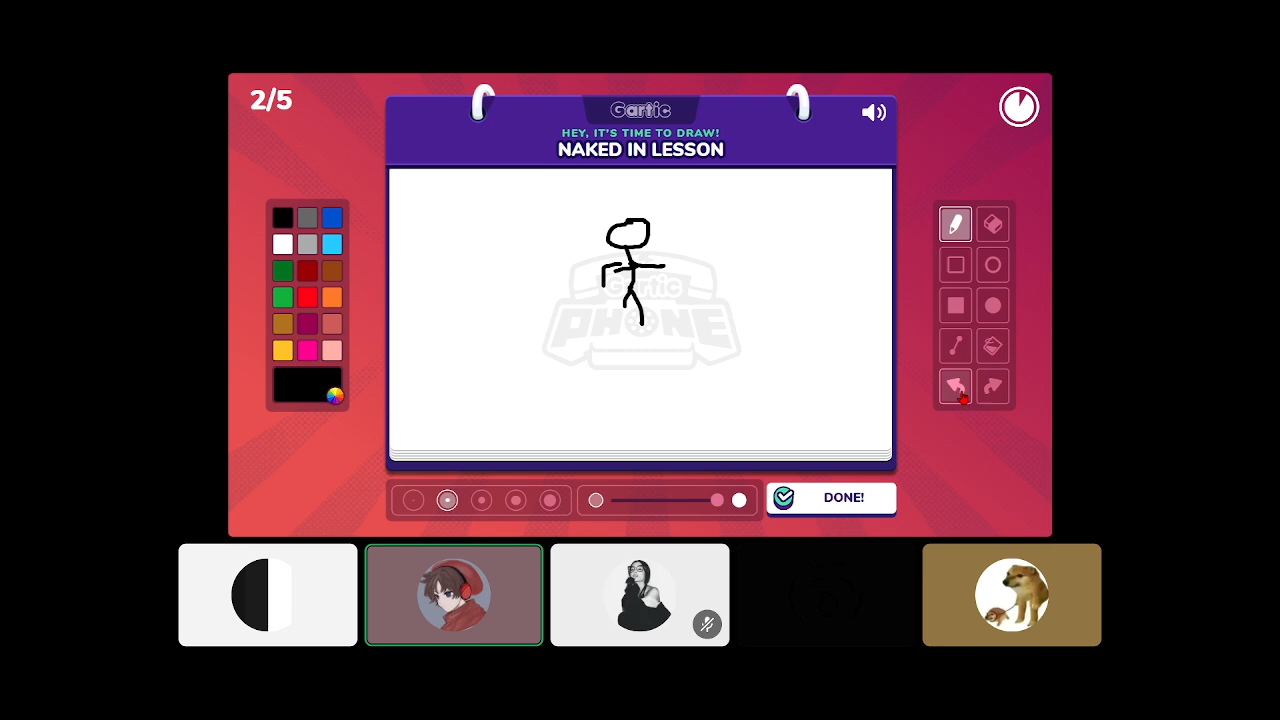 2/5
Gartic
HEY, IT'S TIME TO DRAW!
NAKED IN LESSON
Gartic
PHONE
DONE!